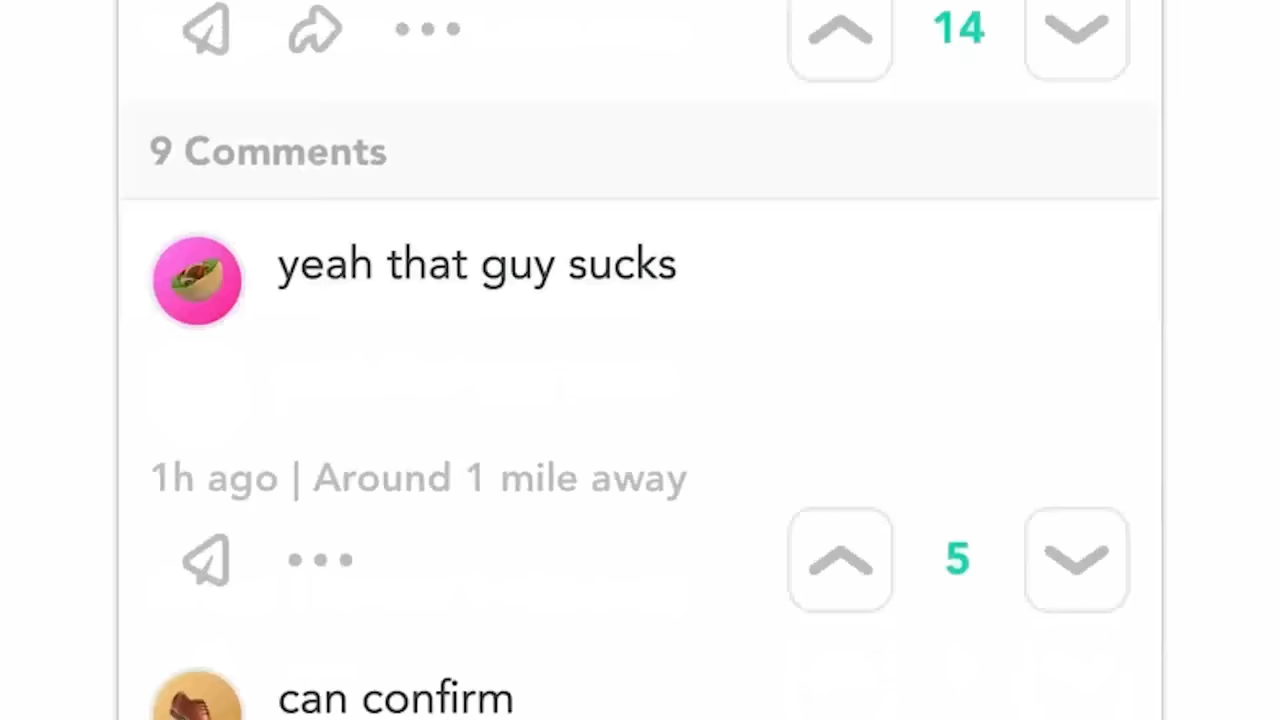 14
9 Comments
yeah that guy sucks
1h ago | Around 1 mile away
5
can confirm